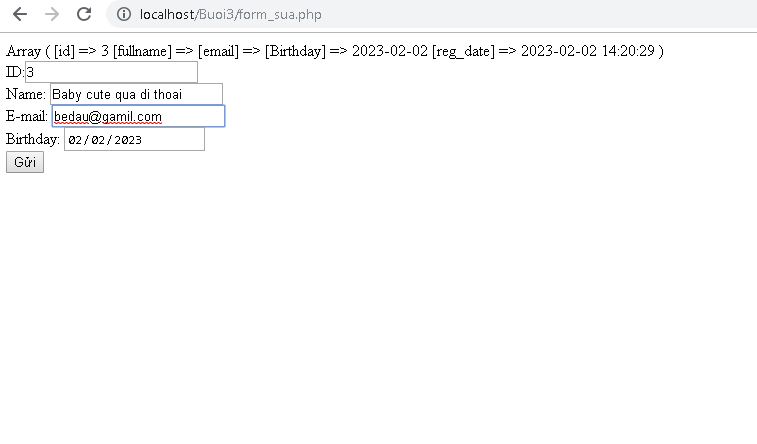 localhost/Buoi3/form_sua.php
Array ( [id] => 3 [fullname] => [email] => [Birthday] => 2023-02-02 [reg_date] => 2023-02-02 14:20:29 )
ID:3
Name: Baby cute qua di thoai
E-mail: bedau@gamil.com
Birthday: 02/02/2023
Gửi